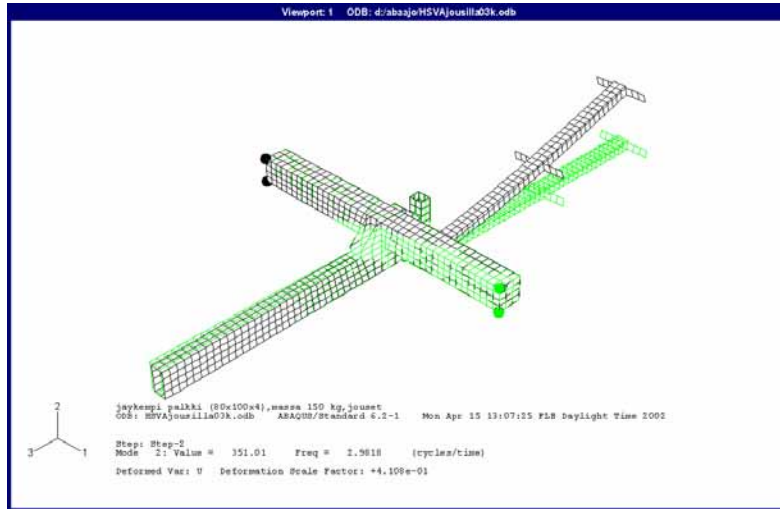 Viewport: 1 ODB: d:/abaajo/HSVAjousilla03k.odb
2
3
1
jaykempi palkki (80x100x4),massa 150 kg,jouset
ODB: HSVAjousilla03k.odb ABAQUS/Standard 6.2-1 Mon Apr 15 13:07:25 FLE Daylight Time 2002
Step: Step-2
Mode 2: Value = 351.01 Freq = 2.9818 (cycles/time)
Deformed Var: U Deformation Scale Factor: +4.108e-01